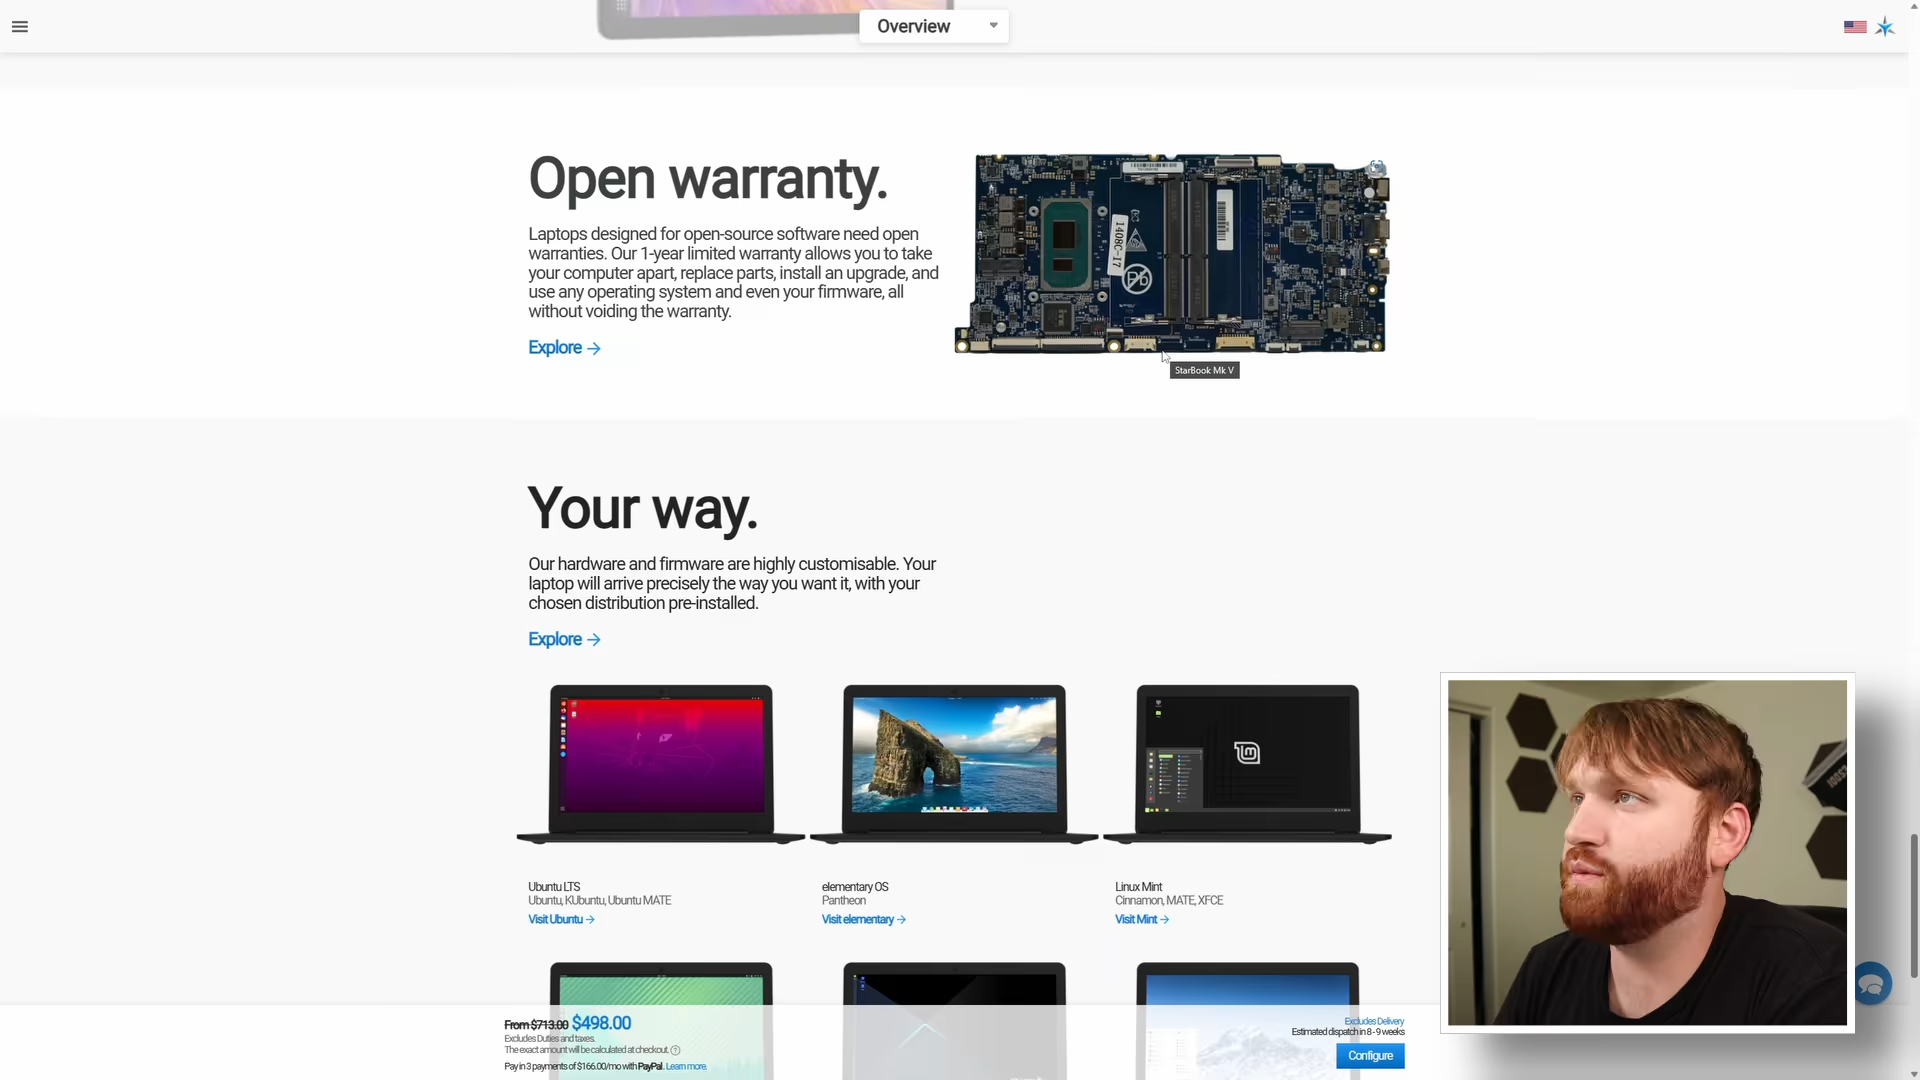 Overview
Open warranty.
Laptops designed for open-source software need open
warranties. Our 1-year limited warranty allows you to take
your computer apart, replace parts, install an upgrade, and
use any operating system and even your firmware, all
without voiding the warranty.
Explore →
1408C-17
Pb
StarBook Mk V
Your way.
Our hardware and firmware are highly customisable. Your
laptop will arrive precisely the way you want it, with your
chosen distribution pre-installed.
Explore →
Ubuntu LTS
Ubuntu, KUbuntu, Ubuntu MATE
Visit Ubuntu →
elementary OS
Pantheon
Visit elementary →
Linux Mint
Cinnamon, MATE, XFCE
Visit Mint →
From $713.00 $498.00
Excludes Duties and taxes.
The exact amount will be calculated at checkout.
Pay in 3 payments of $166.00/mo with PayPal. Learn more.
Excludes Delivery
Estimated dispatch in 8 - 9 weeks
Configure